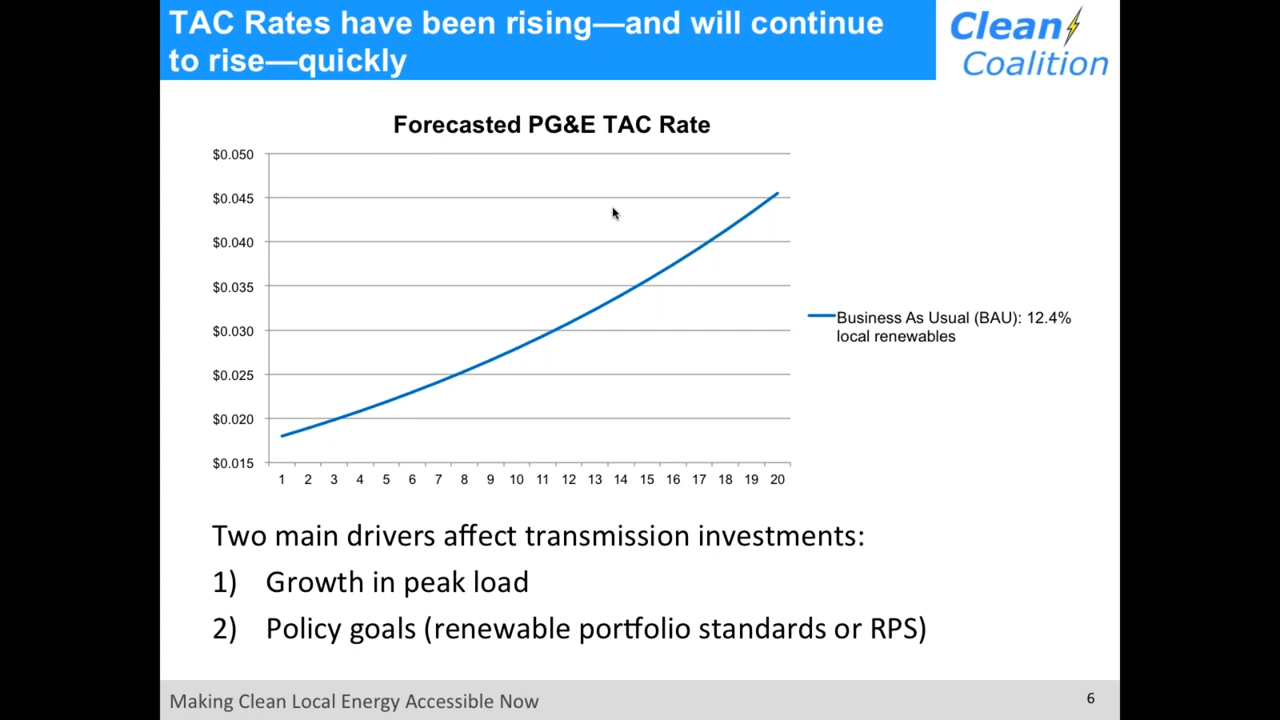 TAC Rates have been rising—and will continue
to rise—quickly
Clean
Coalition
Forecasted PG&E TAC Rate
$0.050
$0.045
$0.040
$0.035
$0.030
$0.025
$0.020
$0.015
1 2 3 4 5 6 7 8 9 10 11 12 13 14 15 16 17 18 19 20
Business As Usual (BAU): 12.4%
local renewables
Two main drivers affect transmission investments:
1) Growth in peak load
2) Policy goals (renewable portfolio standards or RPS)
Making Clean Local Energy Accessible Now
6